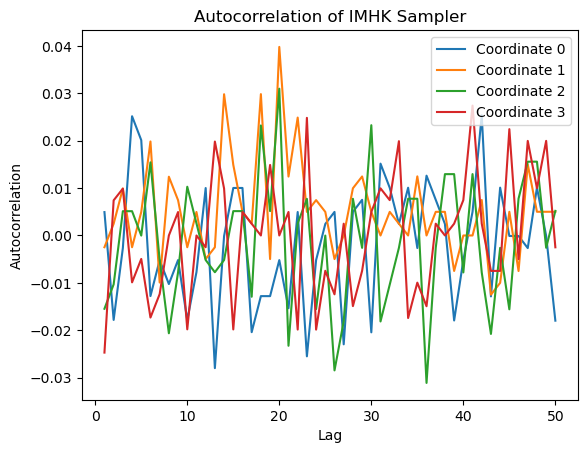 Autocorrelation of IMHK Sampler
Coordinate 0
Coordinate 1
Coordinate 2
Coordinate 3
Autocorrelation
0.04
0.03
0.02
0.01
0.00
−0.01
−0.02
−0.03
0 10 20 30 40 50
Lag